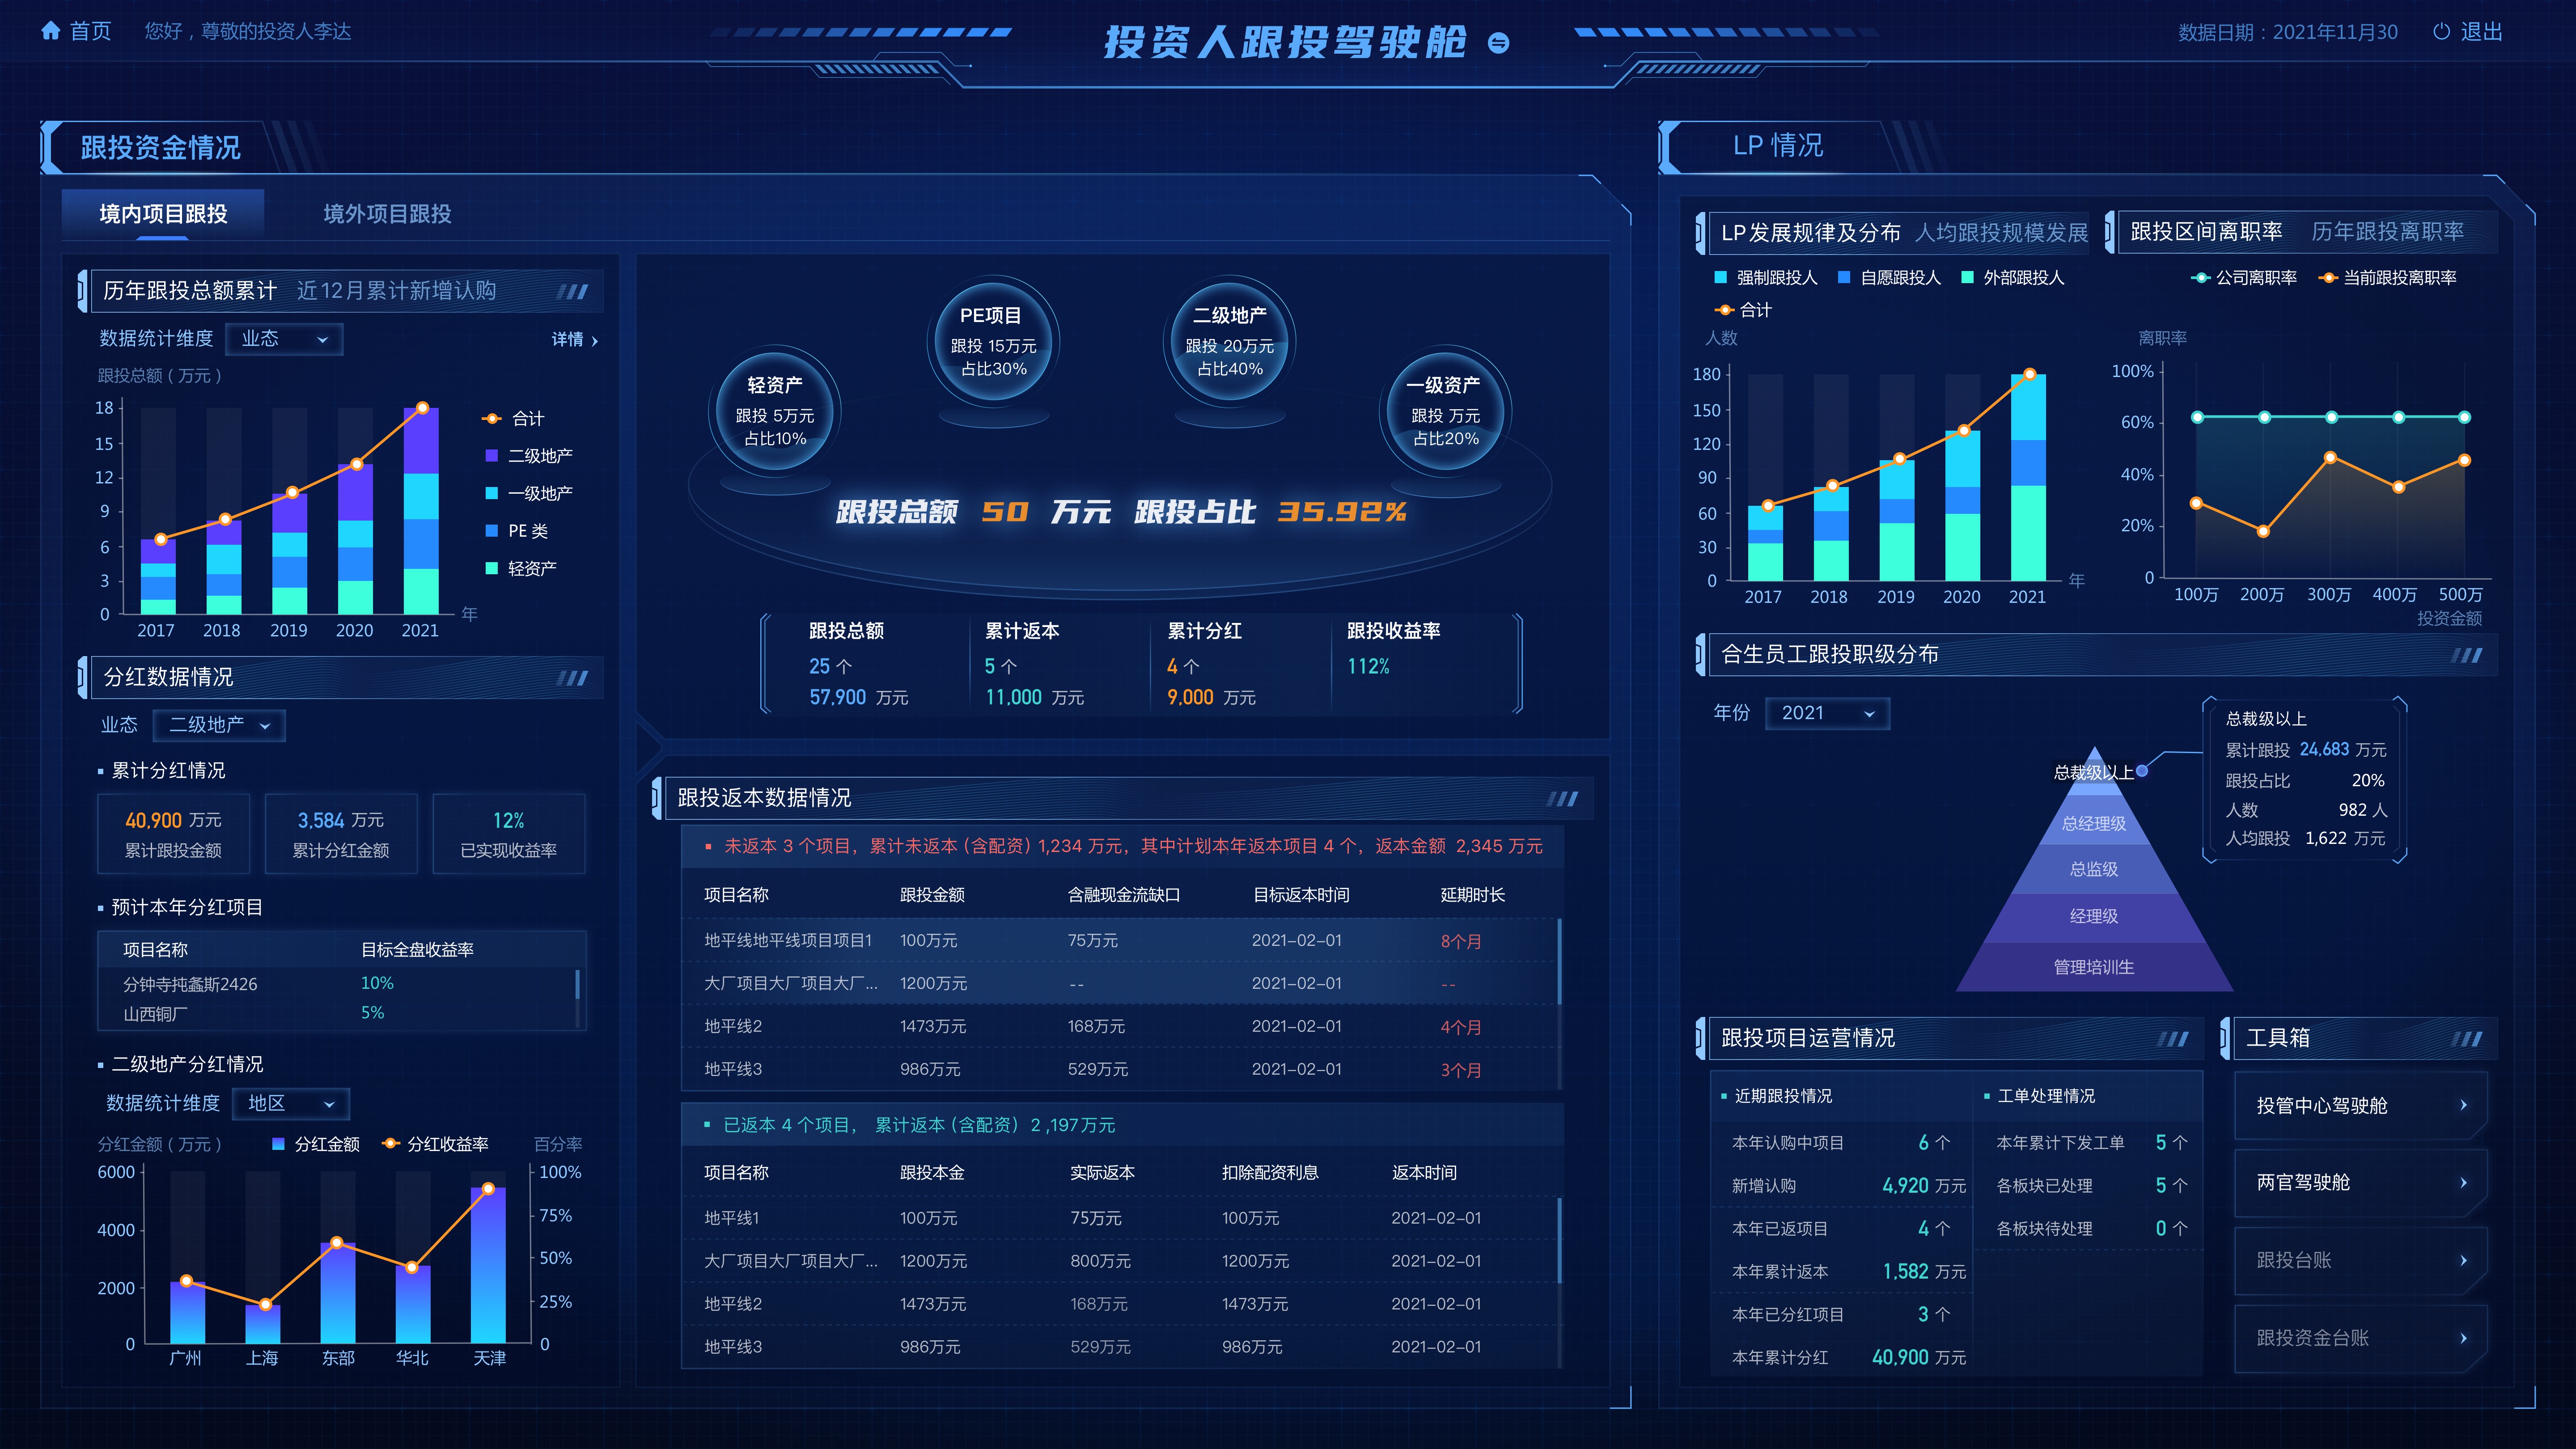 首页 您好，尊敬的投资人李达
投资人跟投驾驶舱
数据日期：2021年11月30 退出
跟投资金情况
境内项目跟投 境外项目跟投
历年跟投总额累计 近12月累计新增认购
数据统计维度 业态 详情
跟投总额（万元）
18
15
12
9
6
3
0
2017 2018 2019 2020 2021 年
合计
二级地产
一级地产
PE 类
轻资产
分红数据情况
业态 二级地产
累计分红情况
40,900 万元 3,584 万元 12%
累计跟投金额 累计分红金额 已实现收益率
预计本年分红项目
项目名称 目标全盘收益率
分钟寺扽螽斯2426 10%
山西铜厂 5%
二级地产分红情况
数据统计维度 地区
分红金额（万元） 分红金额 分红收益率 百分率
6000 100%
75%
4000
50%
2000
25%
0 0
广州 上海 东部 华北 天津
轻资产
跟投 5万元
占比10%
PE项目
跟投 15万元
占比30%
二级地产
跟投 20万元
占比40%
一级资产
跟投 万元
占比20%
跟投总额 50 万元 跟投占比 35.92%
跟投总额 累计返本 累计分红 跟投收益率
25 个 5 个 4 个 112%
57,900 万元 11,000 万元 9,000 万元
跟投返本数据情况
未返本 3 个项目，累计未返本（含配资）1,234 万元，其中计划本年返本项目 4 个，返本金额 2,345 万元
项目名称 跟投金额 含融现金流缺口 目标返本时间 延期时长
地平线地平线项目项目1 100万元 75万元 2021-02-01 8个月
大厂项目大厂项目大厂... 1200万元 -- 2021-02-01 --
地平线2 1473万元 168万元 2021-02-01 4个月
地平线3 986万元 529万元 2021-02-01 3个月
已返本 4 个项目， 累计返本（含配资） 2 ,197万元
项目名称 跟投本金 实际返本 扣除配资利息 返本时间
地平线1 100万元 75万元 100万元 2021-02-01
大厂项目大厂项目大厂... 1200万元 800万元 1200万元 2021-02-01
地平线2 1473万元 168万元 1473万元 2021-02-01
地平线3 986万元 529万元 986万元 2021-02-01
LP 情况
LP发展规律及分布 人均跟投规模发展
强制跟投人 自愿跟投人 外部跟投人
合计
人数
180
150
120
90
60
30
0
2017 2018 2019 2020 2021 年
跟投区间离职率 历年跟投离职率
公司离职率 当前跟投离职率
离职率
100%
60%
40%
20%
0
100万 200万 300万 400万 500万
投资金额
合生员工跟投职级分布
年份 2021
总裁级以上
总经理级
总监级
经理级
管理培训生
总裁级以上
累计跟投 24,683 万元
跟投占比 20%
人数 982 人
人均跟投 1,622 万元
跟投项目运营情况
近期跟投情况 工单处理情况
本年认购中项目 6 个 本年累计下发工单 5 个
新增认购 4,920 万元 各板块已处理 5 个
本年已返项目 4 个 各板块待处理 0 个
本年累计返本 1,582 万元
本年已分红项目 3 个
本年累计分红 40,900 万元
工具箱
投管中心驾驶舱
两官驾驶舱
跟投台账
跟投资金台账